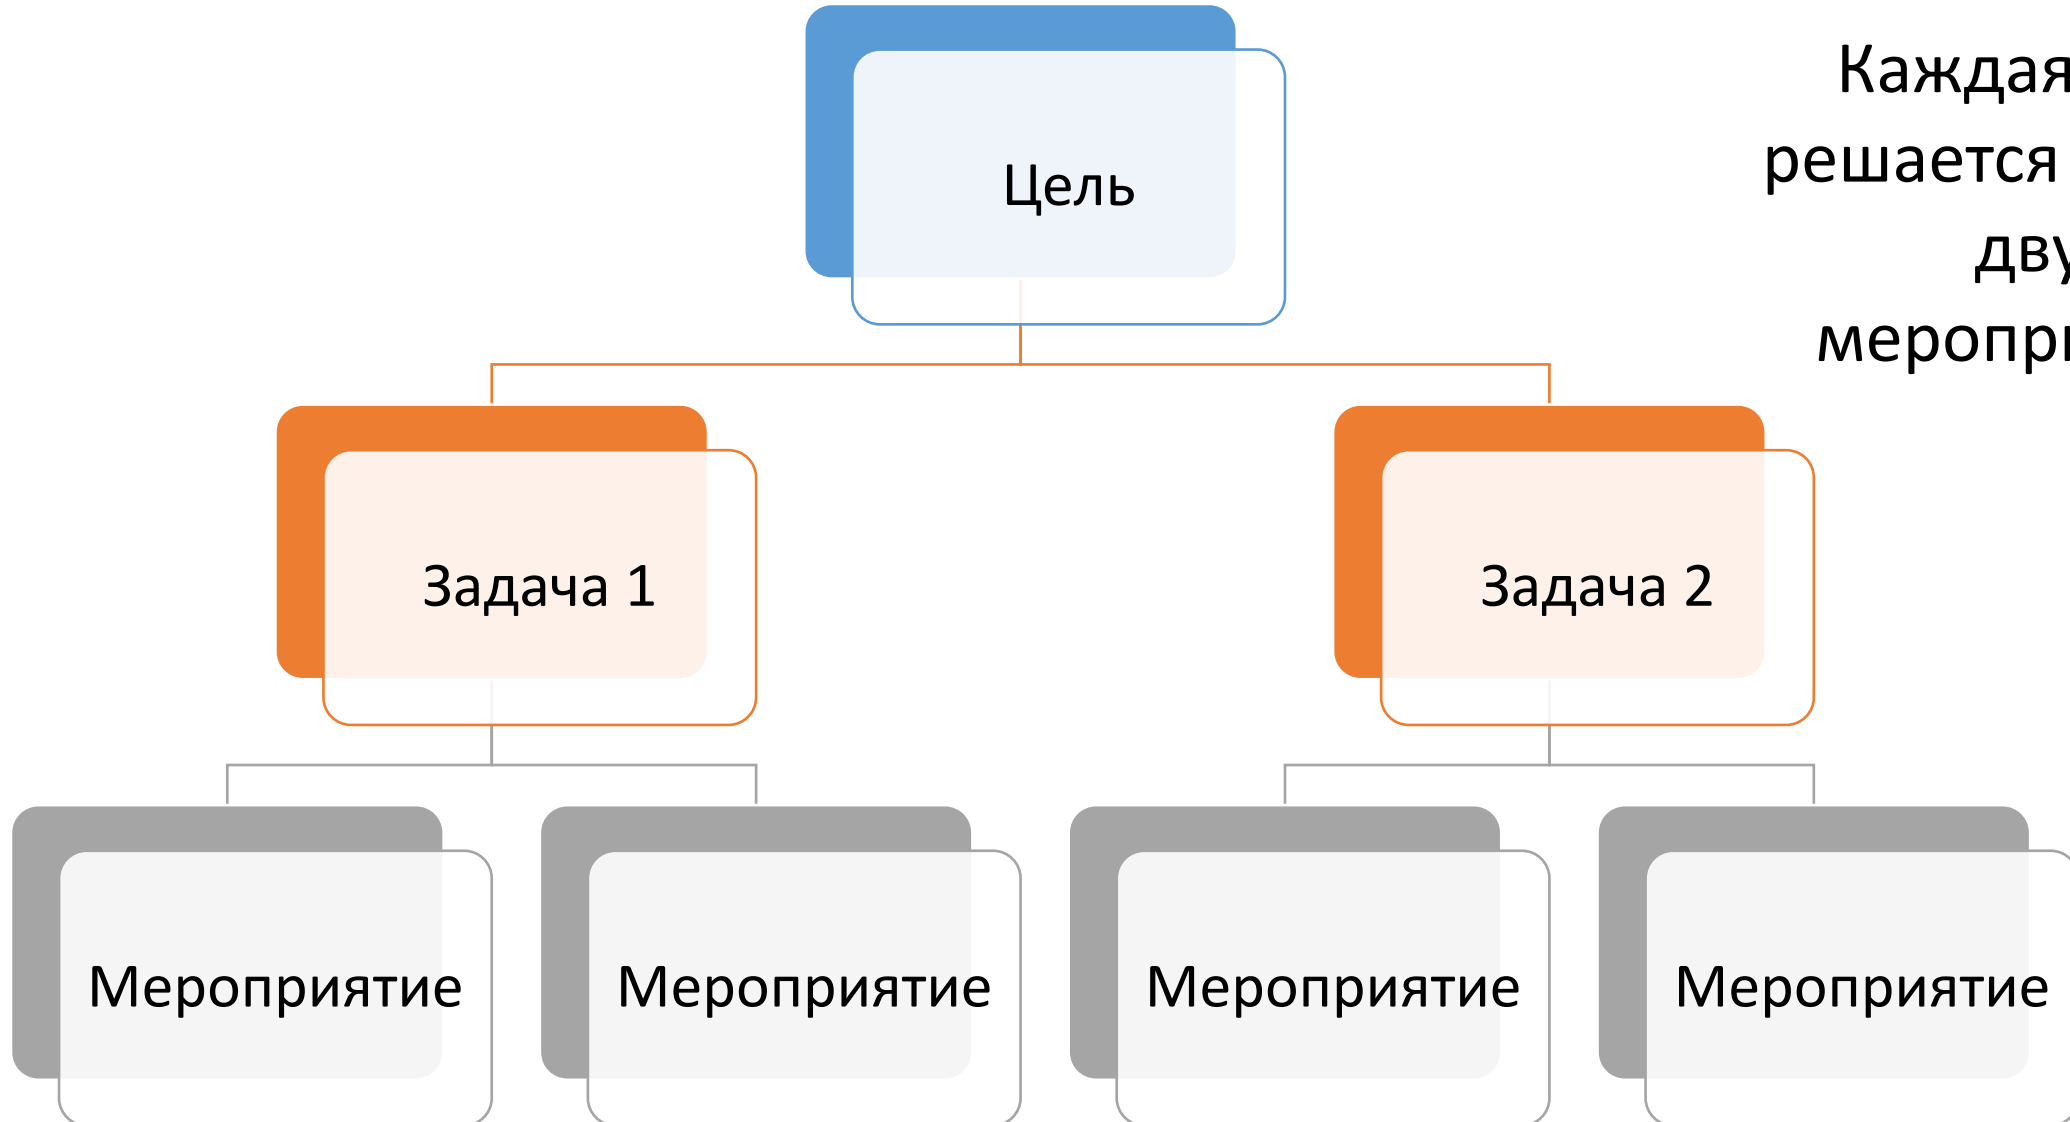 Каждая
решается
Цель
Задача 1
Задача 2
Мероприятие
Мероприятие
Мероприятие
Мероприятие